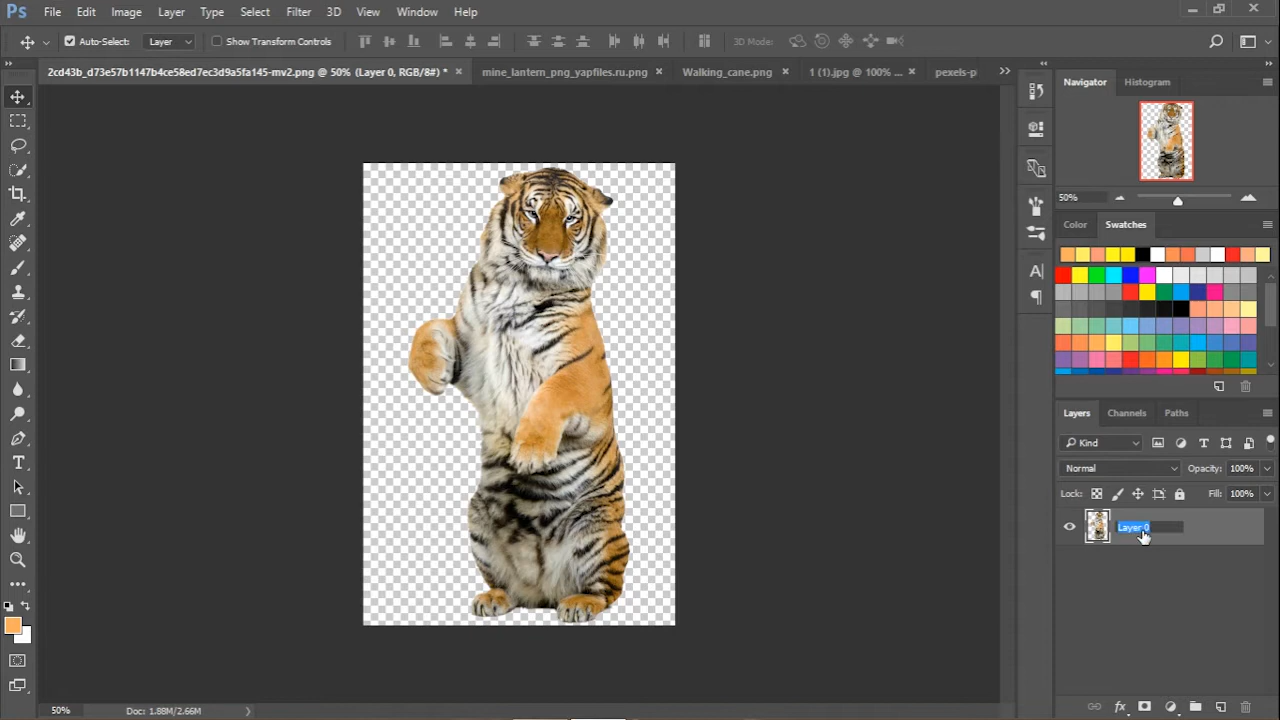 Ps File Edit Image Layer Type Select Filter 3D View Window Help
Auto-Select: Layer Show Transform Controls 3D Mode:
2cd43b_d73e57b1147b4ce58ed7ec3d9a5fa145-mv2.png @ 50% (Layer 0, RGB/8#) * × mine_lantern_png_yapfiles.ru.png × Walking_cane.png × 1 (1).jpg @ 100% ... × pexels-p
Navigator Histogram
50%
Color Swatches
Layers Channels Paths
Kind
Normal Opacity: 100%
Lock: Fill: 100%
Layer 0
50% Doc: 1.88M/2.66M